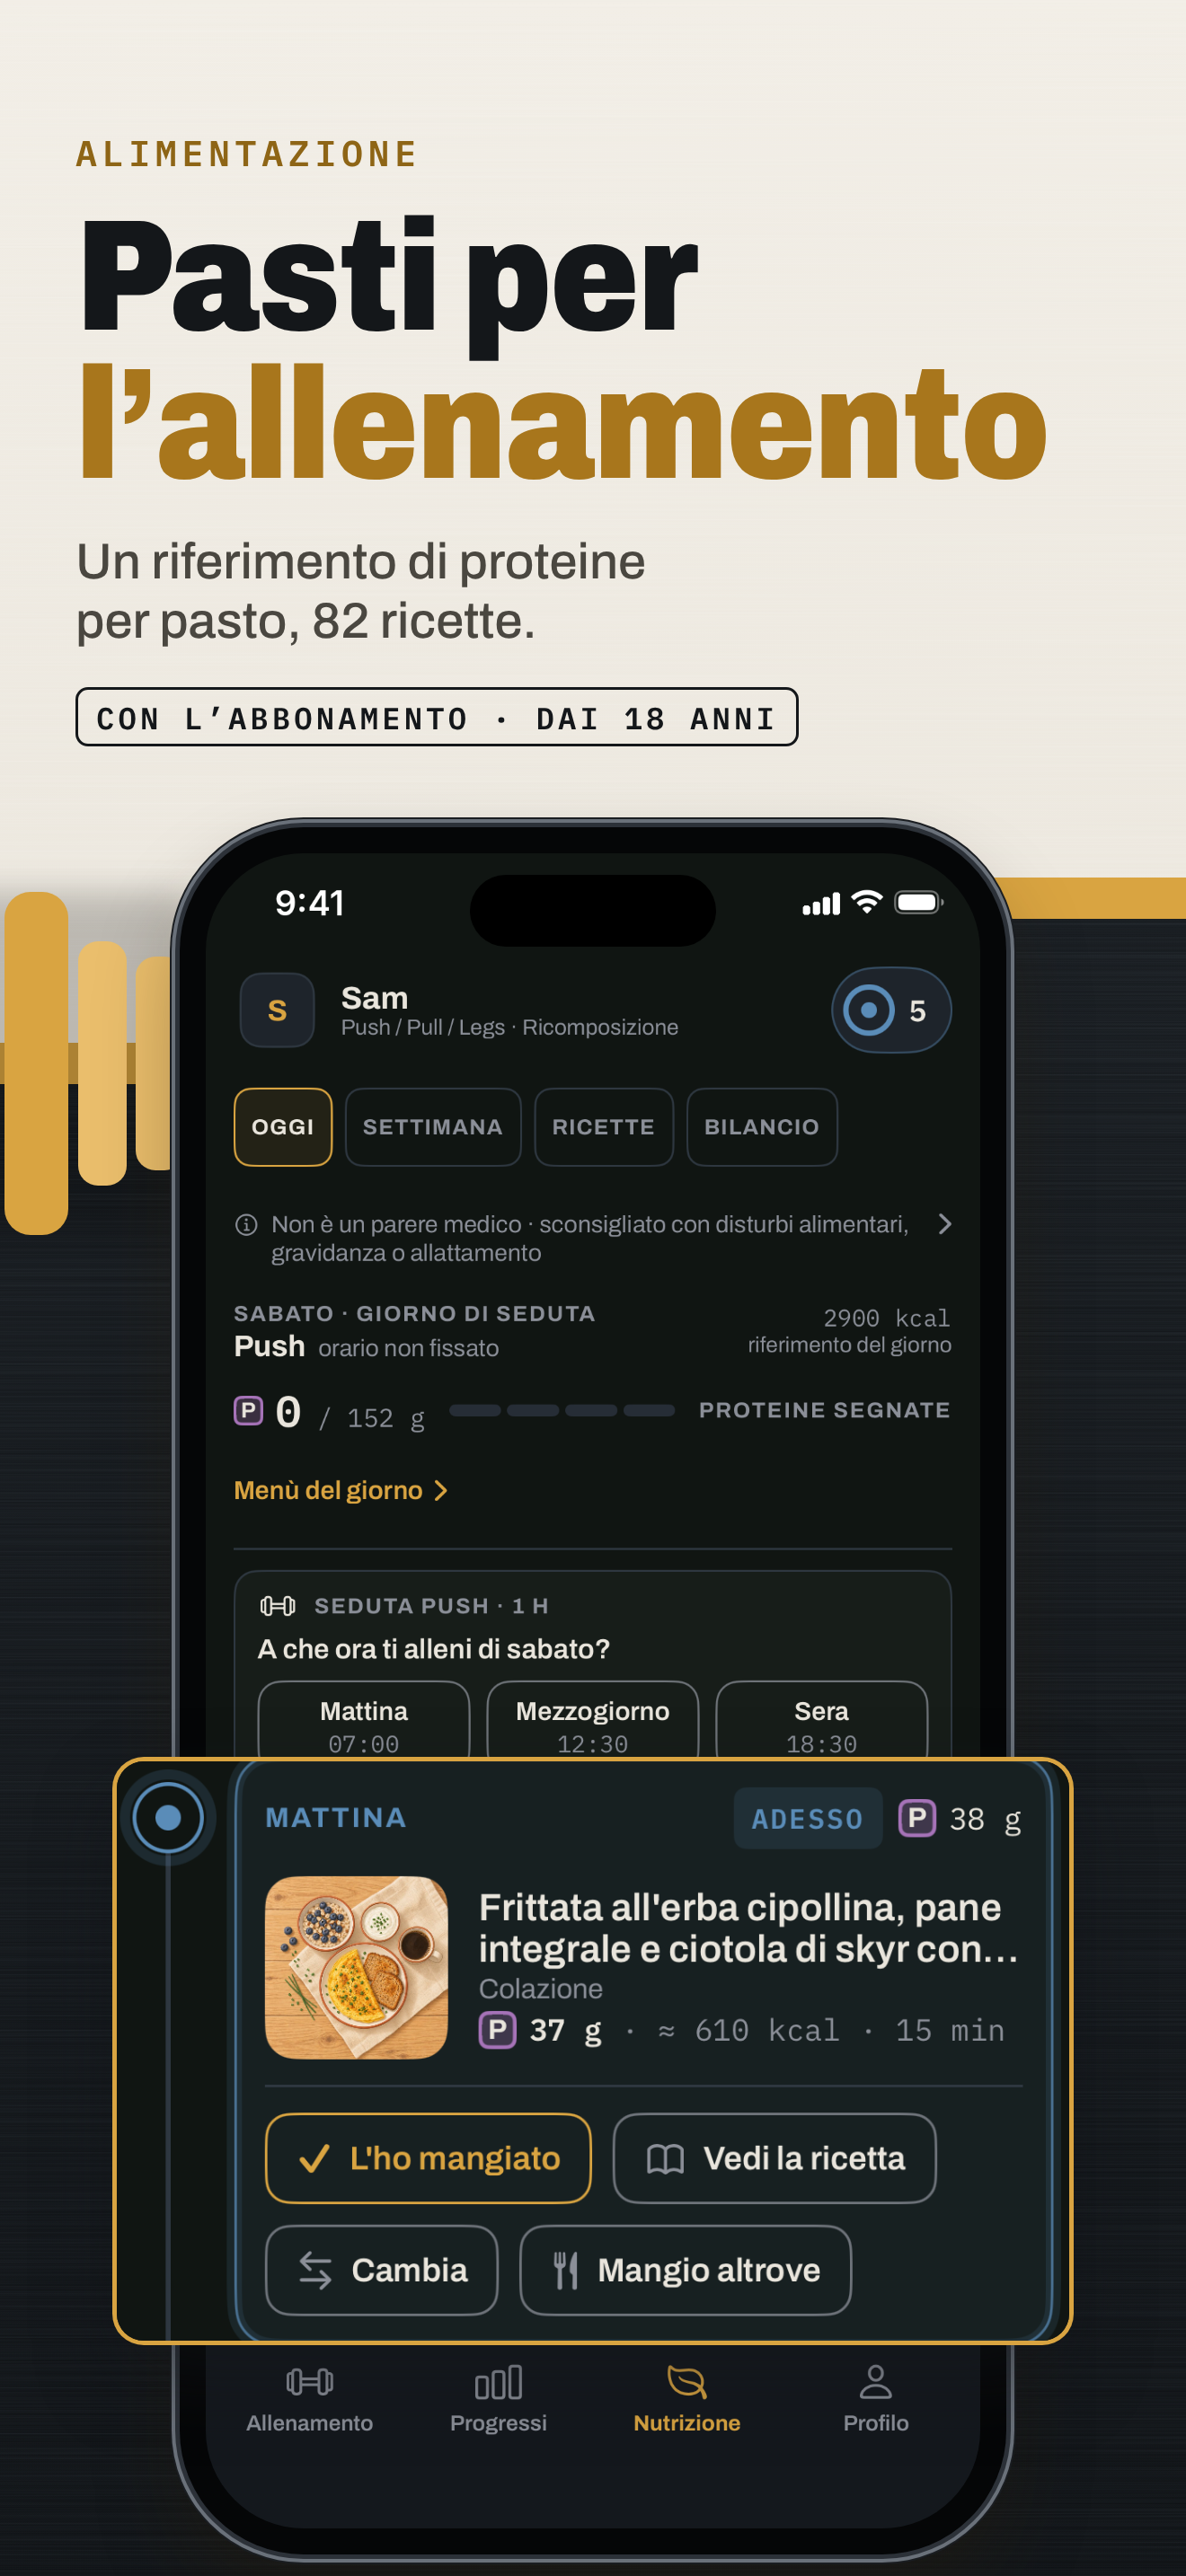 ALIMENTAZIONE
Pasti per
l’allenamento
Un riferimento di proteine
per pasto, 82 ricette.
CON L’ABBONAMENTO · DAI 18 ANNI
9:41
S
Sam
Push / Pull / Legs · Ricomposizione
5
OGGI
SETTIMANA
RICETTE
BILANCIO
Non è un parere medico · sconsigliato con disturbi alimentari,
gravidanza o allattamento
SABATO · GIORNO DI SEDUTA
2900 kcal
Push orario non fissato
riferimento del giorno
P 0 / 152 g
PROTEINE SEGNATE
Menù del giorno
SEDUTA PUSH · 1 H
A che ora ti alleni di sabato?
Mattina
07:00
Mezzogiorno
12:30
Sera
18:30
MATTINA
ADESSO
P 38 g
Frittata all'erba cipollina, pane
integrale e ciotola di skyr con...
Colazione
P 37 g · ≈ 610 kcal · 15 min
L'ho mangiato
Vedi la ricetta
Cambia
Mangio altrove
Allenamento
Progressi
Nutrizione
Profilo